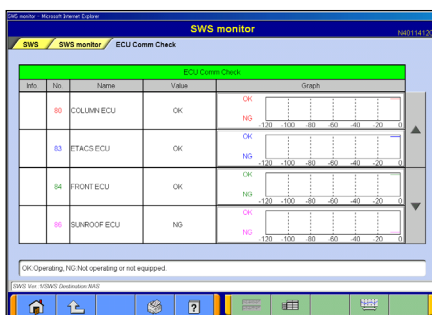 SWS monitor - Microsoft Internet Explorer
SWS monitor
SWS SWS monitor ECU Comm Check
ECU Comm Check
Info. No Name Value Graph
80 COLUMN ECU OK OK NG -120 -100 -80 -60 -40 -20 0
83 ETACS ECU OK OK NG -120 -100 -80 -60 -40 -20 0
84 FRONT ECU OK OK NG -120 -100 -80 -60 -40 -20 0
86 SUNROOF ECU NG OK NG -120 -100 -80 -60 -40 -20 0
OK:Operating, NG:Not operating or not equipped.